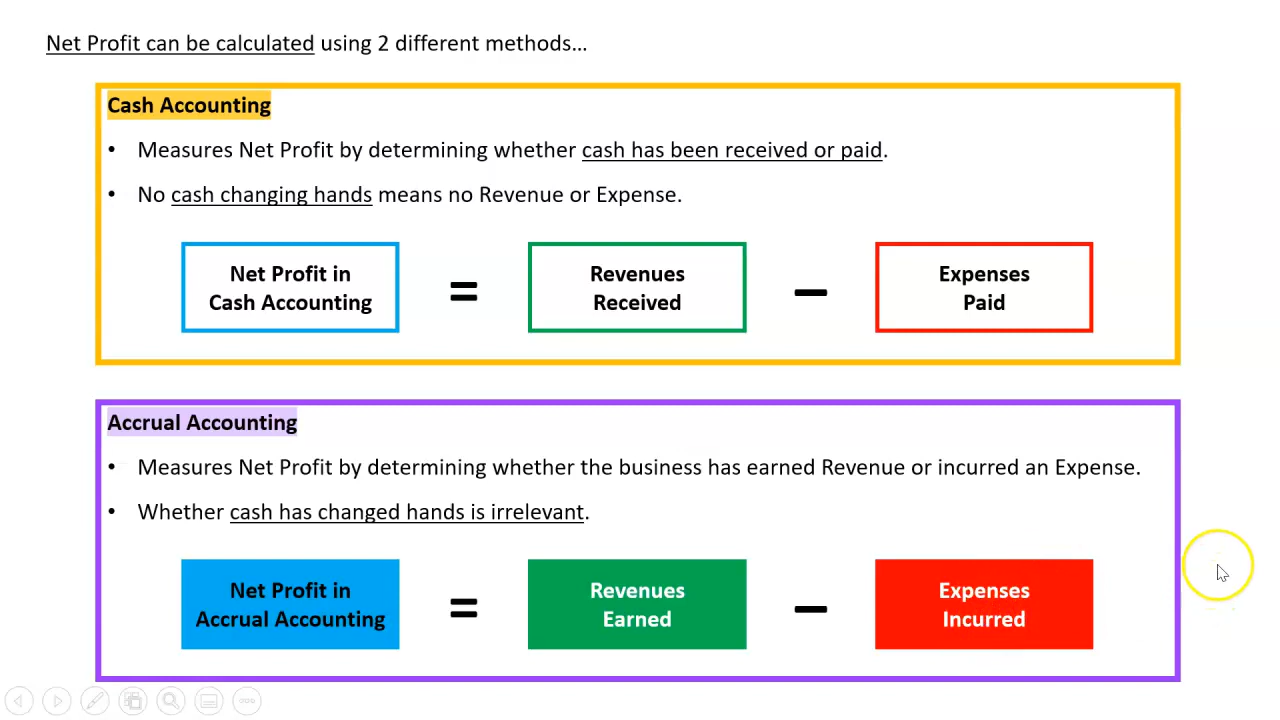 Net Profit can be calculated using 2 different methods...
Cash Accounting
• Measures Net Profit by determining whether cash has been received or paid.
• No cash changing hands means no Revenue or Expense.
Net Profit in
Cash Accounting
=
Revenues
Received
–
Expenses
Paid
Accrual Accounting
• Measures Net Profit by determining whether the business has earned Revenue or incurred an Expense.
• Whether cash has changed hands is irrelevant.
Net Profit in
Accrual Accounting
=
Revenues
Earned
–
Expenses
Incurred